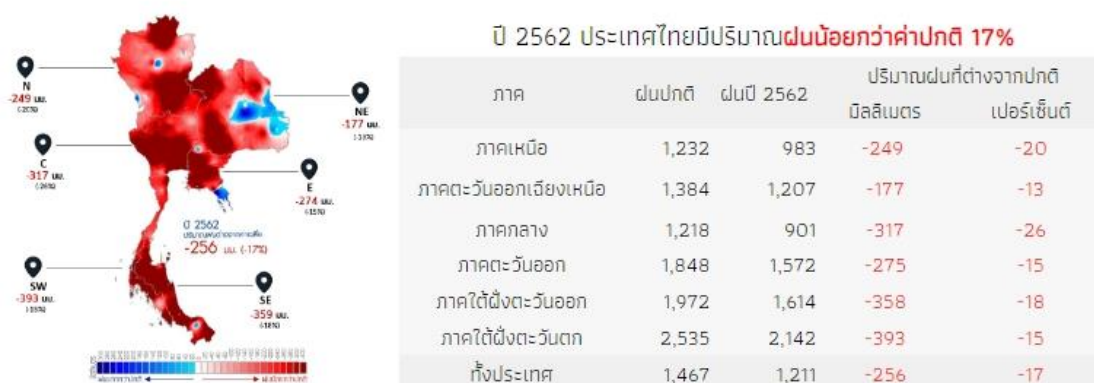 ปี 2562 ประเทศไทยมีปริมาณฝนน้อยกว่าค่าปกติ 17%
ภาค ฝนปกติ ฝนปี 2562 ปริมาณฝนที่ต่างจากปกติ
มิลลิเมตร เปอร์เซ็นต์
ภาคเหนือ 1,232 983 -249 -20
ภาคตะวันออกเฉียงเหนือ 1,384 1,207 -177 -13
ภาคกลาง 1,218 901 -317 -26
ภาคตะวันออก 1,848 1,572 -275 -15
ภาคใต้ฝั่งตะวันออก 1,972 1,614 -358 -18
ภาคใต้ฝั่งตะวันตก 2,535 2,142 -393 -15
ทั้งประเทศ 1,467 1,211 -256 -17
N
-249 มม.
(-20%)
NE
-177 มม.
C
-317 มม.
(-26%)
E
-274 มม.
(-15%)
ปี 2562
-256 มม. (-17%)
SW
-393 มม.
(-15%)
SE
-359 มม.
(-18%)